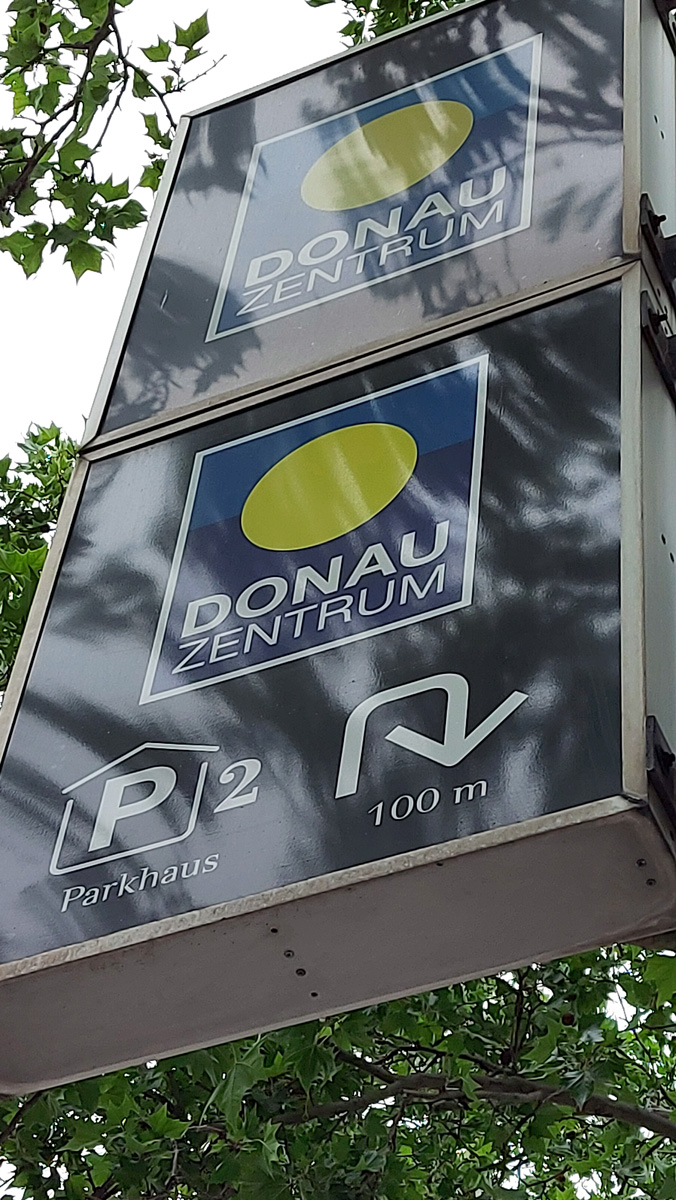 DONAU
ZENTRUM
DONAU
ZENTRUM
P 2
Parkhaus
100 m